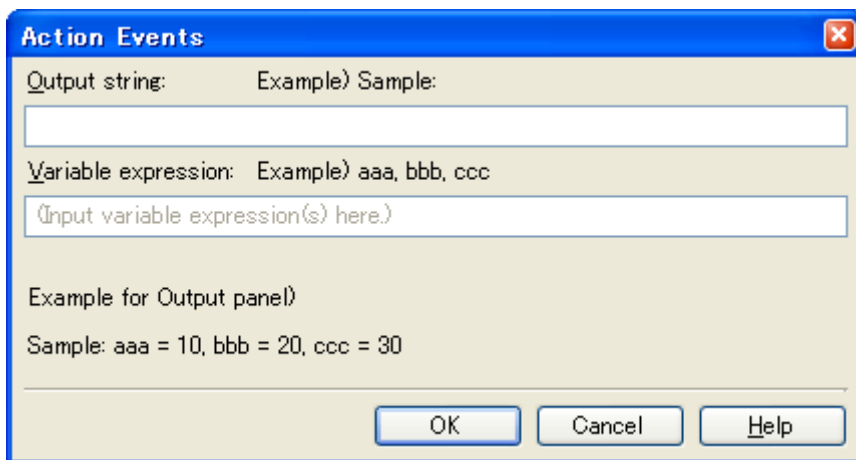 Action Events
Output string: Example) Sample:
Variable expression: Example) aaa, bbb, ccc
(Input variable expression(s) here.)
Example for Output panel)
Sample: aaa = 10, bbb = 20, ccc = 30
OK Cancel Help